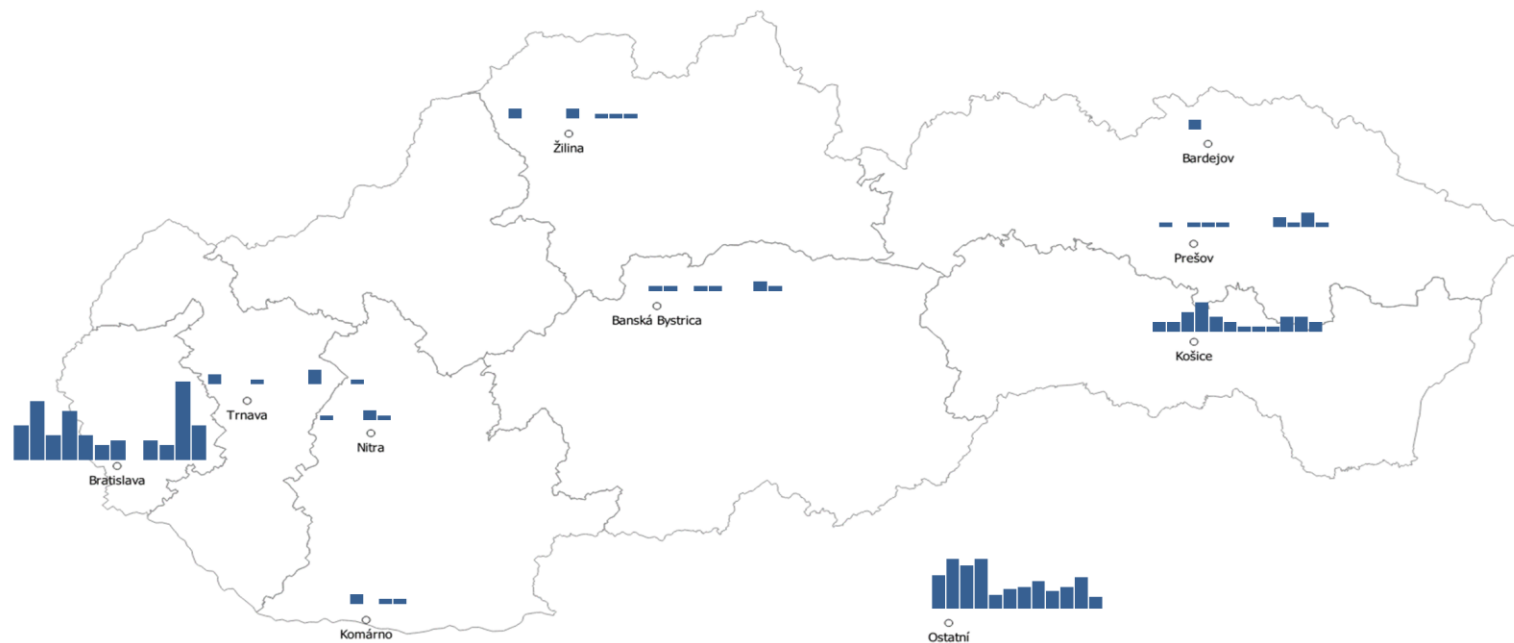 Žilina
Bardejov
Prešov
Banská Bystrica
Košice
Trnava
Nitra
Bratislava
Komárno
Ostatní